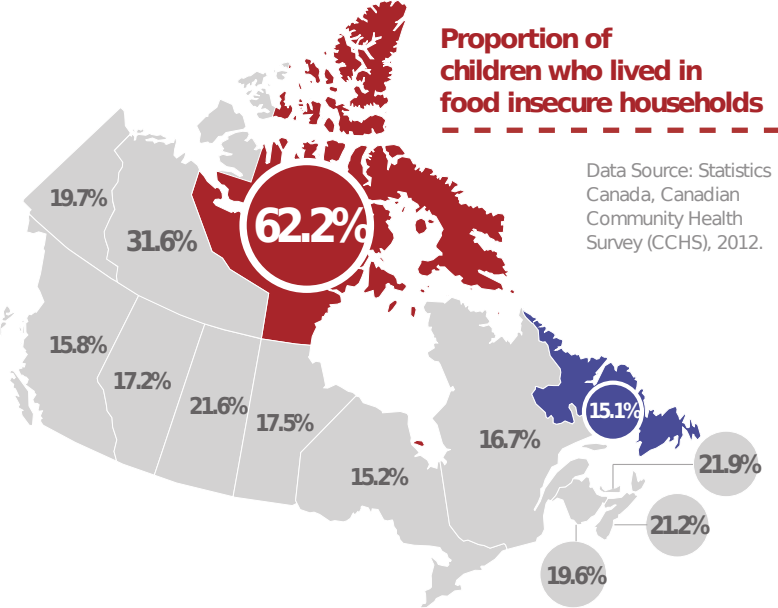 Proportion of
children who lived in
food insecure households
Data Source: Statistics
Canada, Canadian
Community Health
Survey (CCHS), 2012.
19.7%
31.6%
62.2%
15.8%
17.2%
21.6%
17.5%
15.2%
16.7%
15.1%
21.9%
21.2%
19.6%